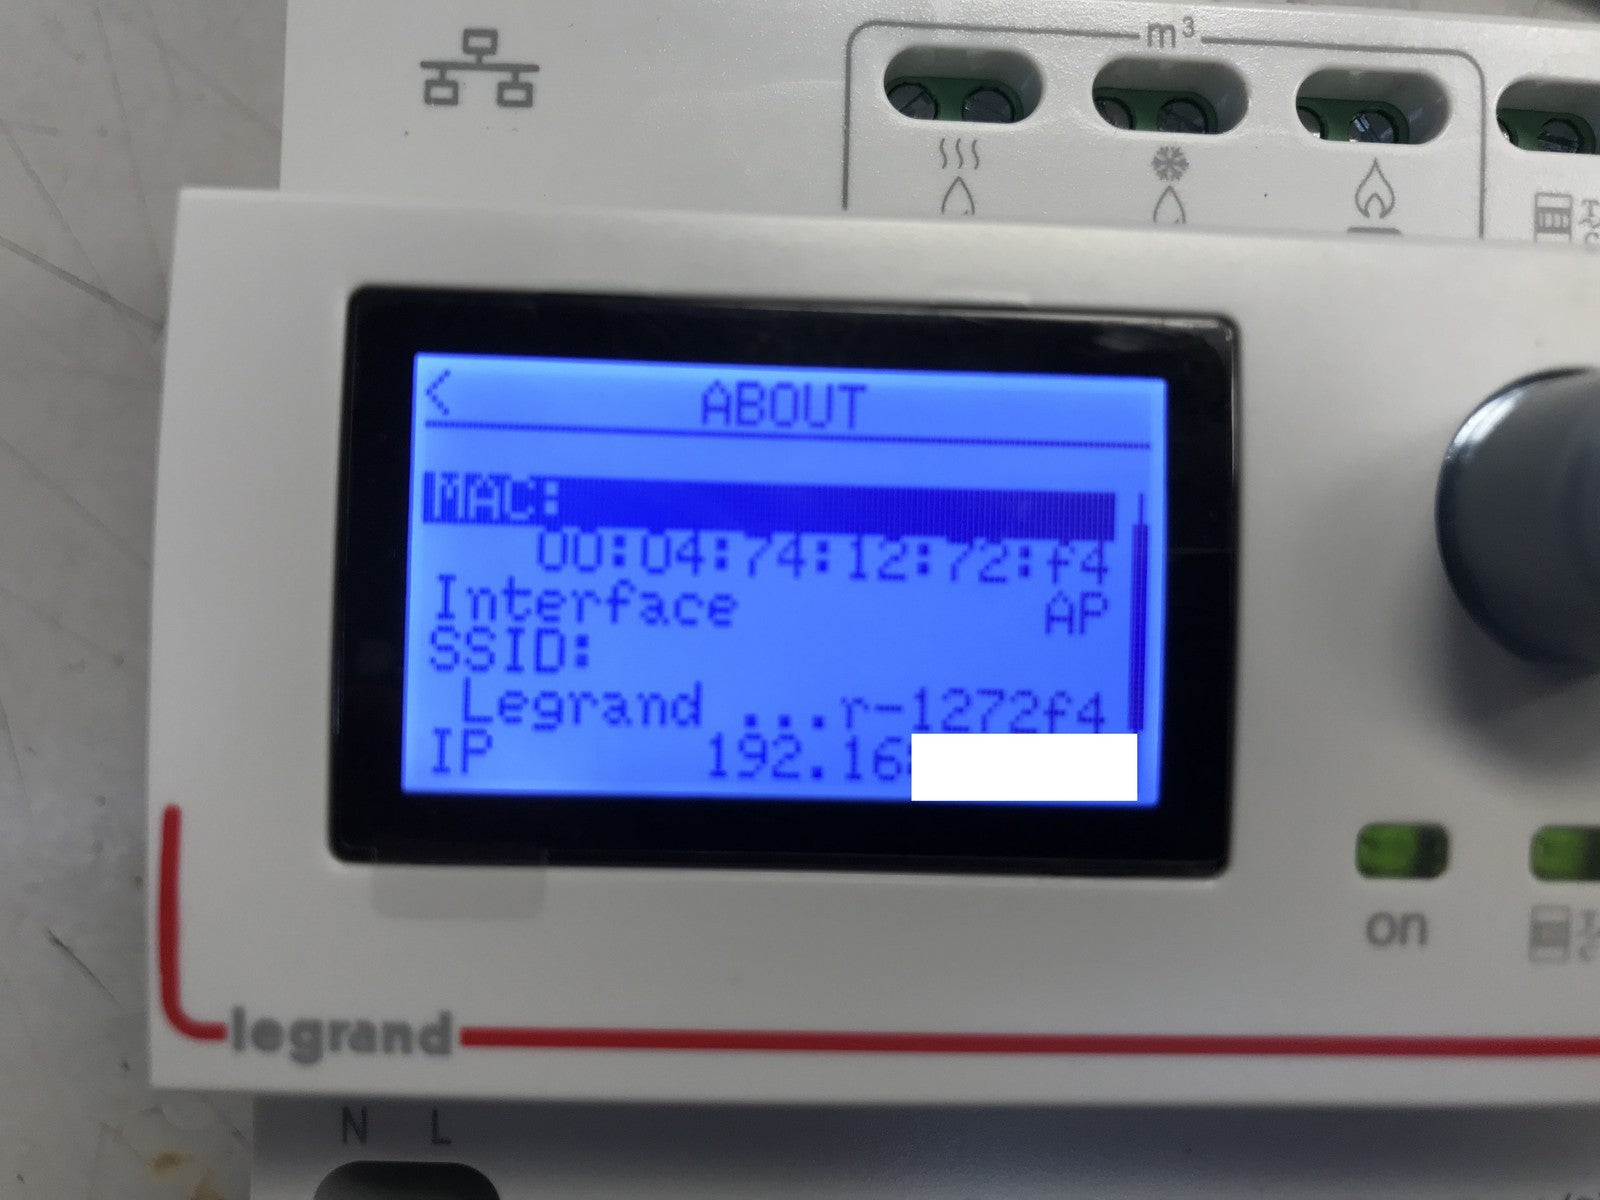 m³
< ABOUT
MAC:
00:04:74:12:72:f4
Interface AP
SSID:
Legrand ...r-1272f4
IP 192.16
on
legrand
N L